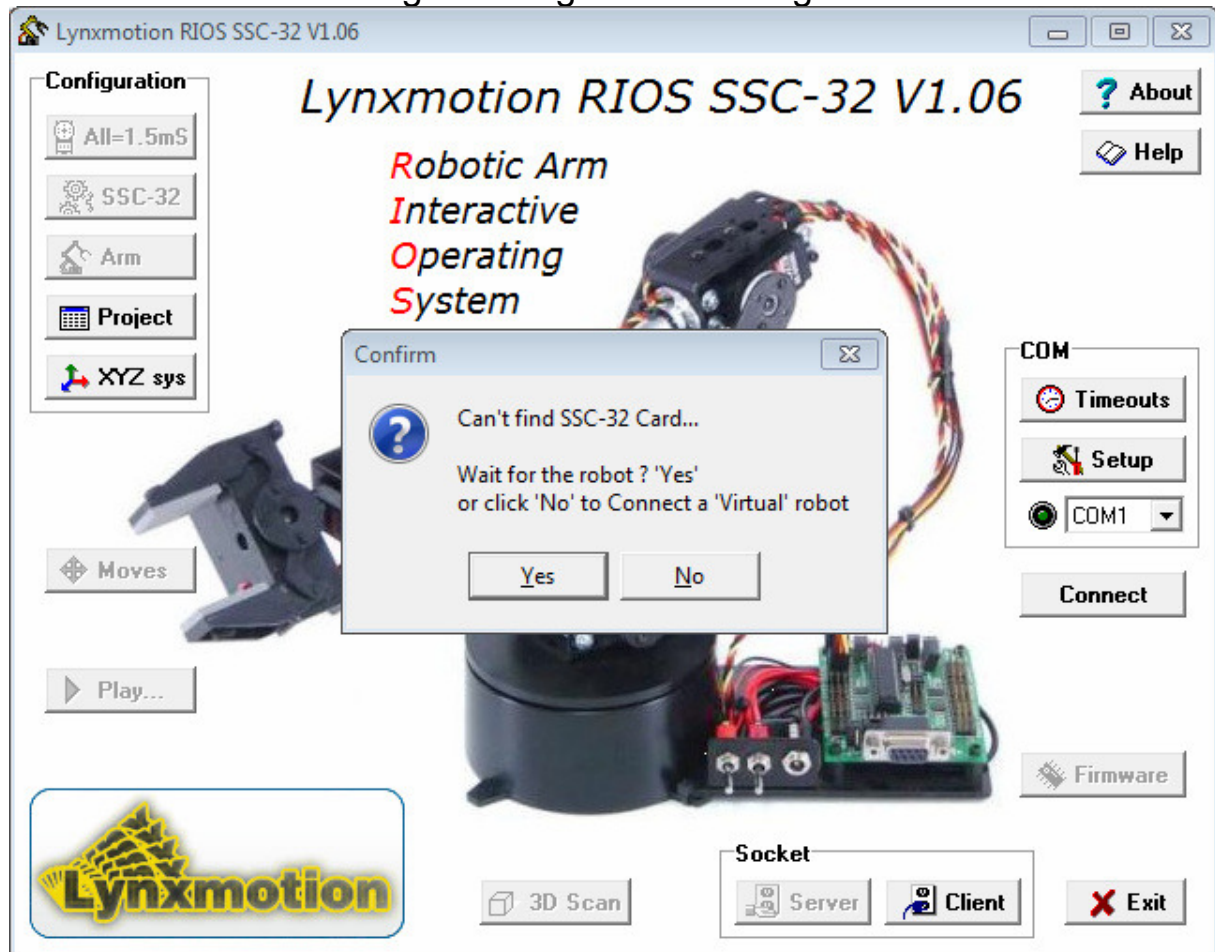 Lynxmotion RIOS SSC-32 V1.06
Configuration
All=1.5mS
SSC-32
Arm
Project
XYZ sys
Lynxmotion RIOS SSC-32 V1.06
Robotic Arm
Interactive
Operating
System
About
Help
Confirm
Can't find SSC-32 Card...
Wait for the robot ? 'Yes'
or click 'No' to Connect a 'Virtual' robot
Yes
No
COM
Timeouts
Setup
COM1
Connect
Moves
Play...
Firmware
Lynxmotion
3D Scan
Socket
Server
Client
Exit